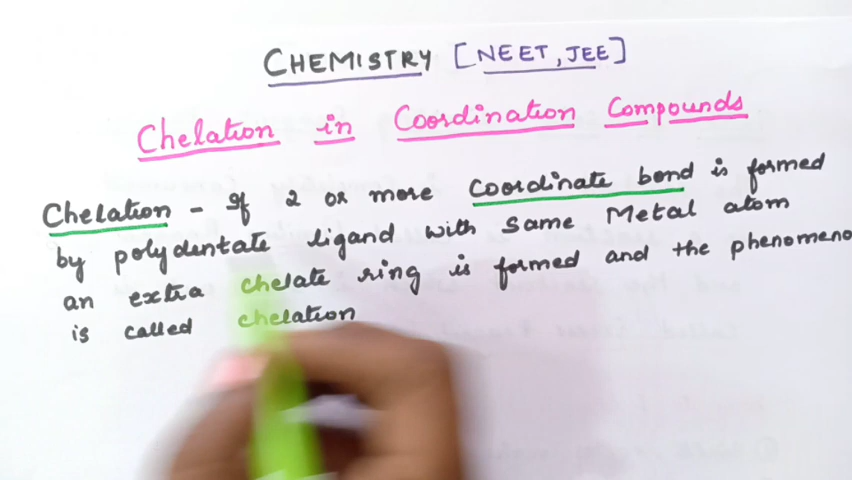 CHEMISTRY [NEET, JEE]
Chelation in Coordination Compounds
Chelation - If 2 or more Coordinate bond is formed
by polydentate ligand with same Metal atom
an extra chelate ring is formed and the phenomeno
is called chelation